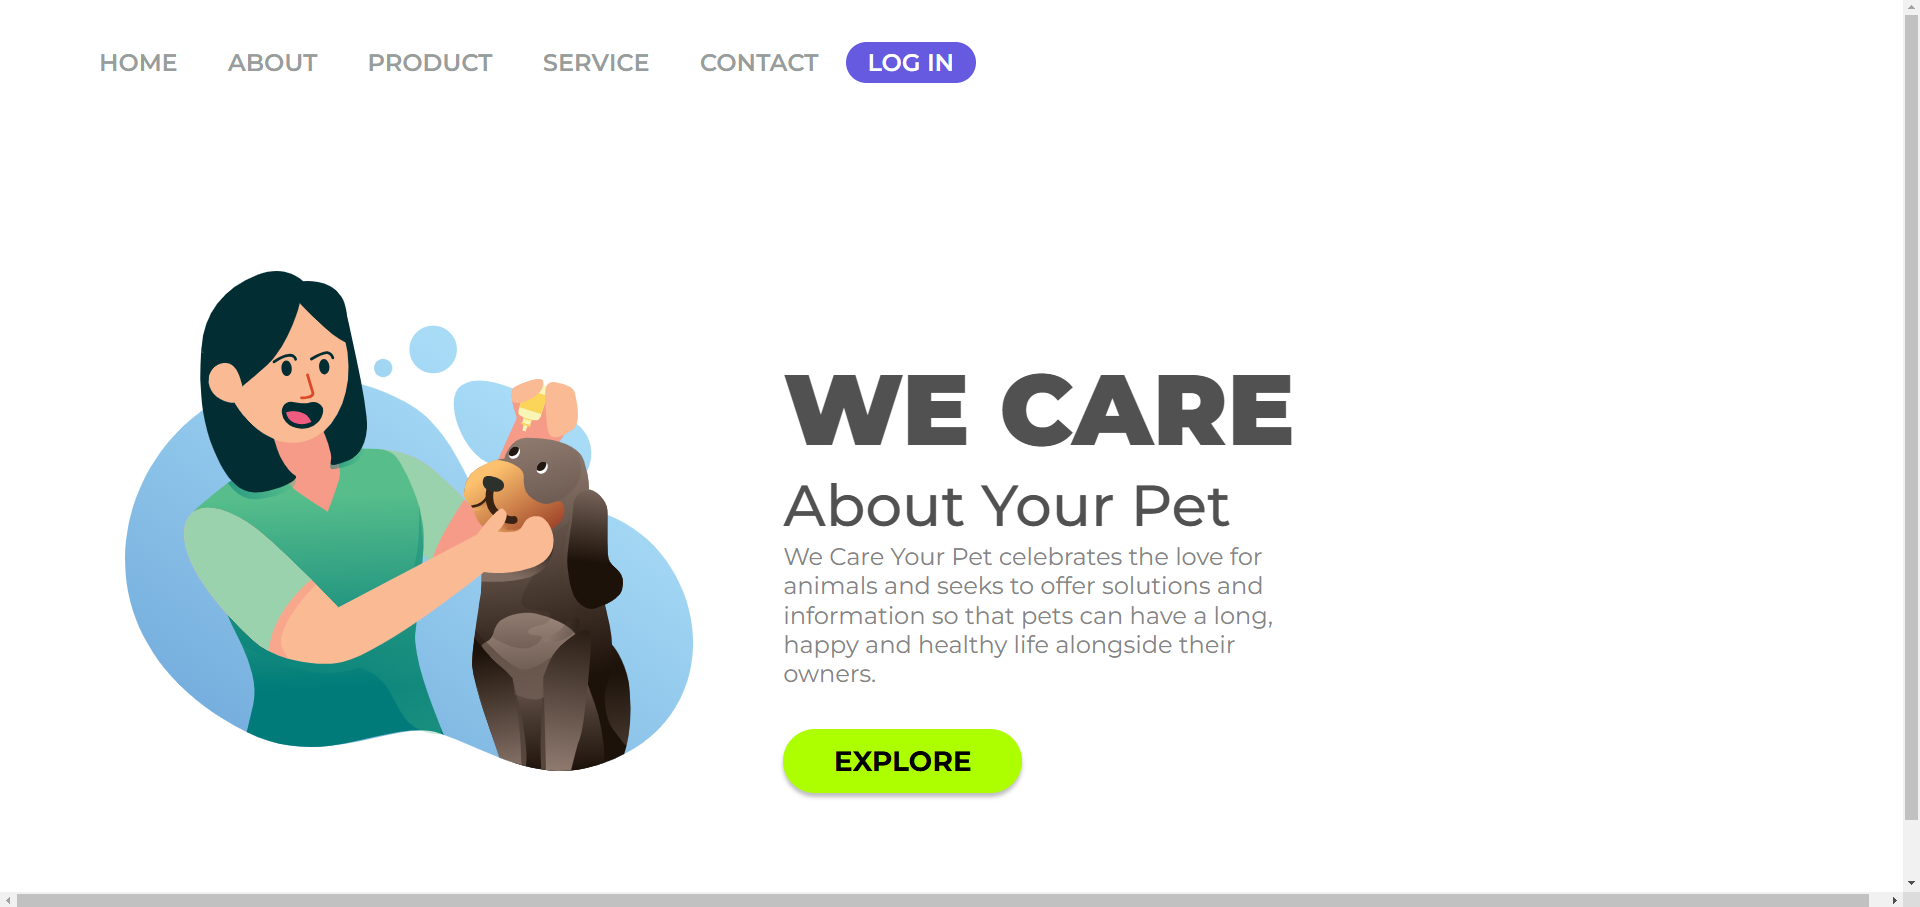 HOME ABOUT PRODUCT SERVICE CONTACT LOG IN
WE CARE
About Your Pet
We Care Your Pet celebrates the love for
animals and seeks to offer solutions and
information so that pets can have a long,
happy and healthy life alongside their
owners.
EXPLORE